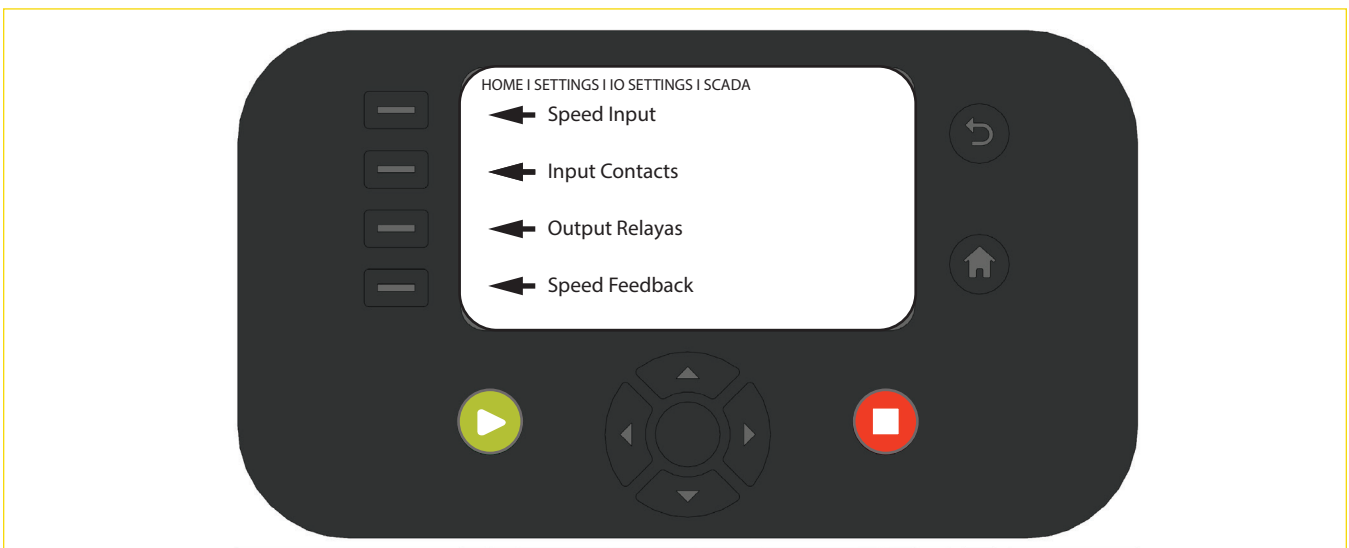 HOME I SETTINGS I IO SETTINGS I SCADA
Speed Input
Input Contacts
Output Relayas
Speed Feedback